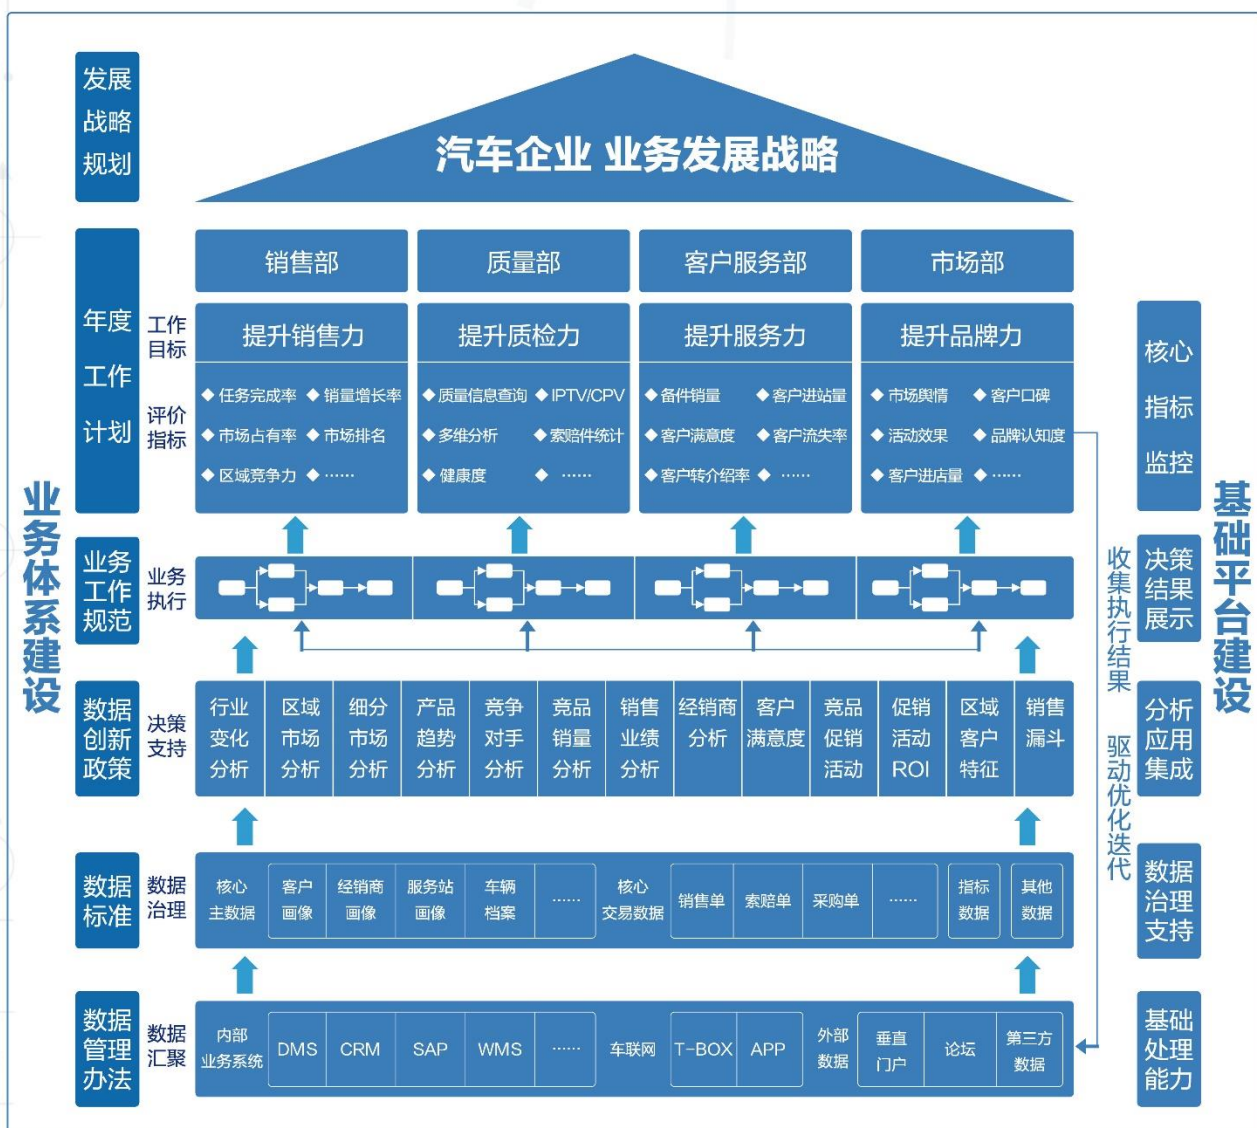 发展
战略
规划
汽车企业 业务发展战略
年度
工作
计划
工作
目标
评价
指标
销售部
质量部
客户服务部
市场部
提升销售力
提升质检力
提升服务力
提升品牌力
◆ 任务完成率 ◆ 销量增长率
◆ 市场占有率 ◆ 市场排名
◆ 区域竞争力 ◆ ……
◆ 质量信息查询 ◆ IPTV/CPV
◆ 多维分析 ◆ 索赔件统计
◆ 健康度 ◆ ……
◆ 备件销量 ◆ 客户进站量
◆ 客户满意度 ◆ 客户流失率
◆ 客户转介绍率 ◆ ……
◆ 市场舆情 ◆ 客户口碑
◆ 活动效果 ◆ 品牌认知度
◆ 客户进店量 ◆ ……
业务体系建设
业务
工作
规范
业务
执行
数据
创新
政策
决策
支持
行业
变化
分析
区域
市场
分析
细分
市场
分析
产品
趋势
分析
竞争
对手
分析
竞品
销量
分析
销售
业绩
分析
经销商
分析
客户
满意度
竞品
促销
活动
促销
活动
ROI
区域
客户
特征
销售
漏斗
数据
标准
数据
治理
核心
主数据
客户
画像
经销商
画像
服务站
画像
车辆
档案
……
核心
交易数据
销售单
索赔单
采购单
……
指标
数据
其他
数据
数据
管理
办法
数据
汇聚
内部
业务系统
DMS
CRM
SAP
WMS
……
车联网
T-BOX
APP
外部
数据
垂直
门户
论坛
第三方
数据
收集执行结果
驱动优化迭代
核心
指标
监控
决策
结果
展示
分析
应用
集成
数据
治理
支持
基础
处理
能力
基础平台建设